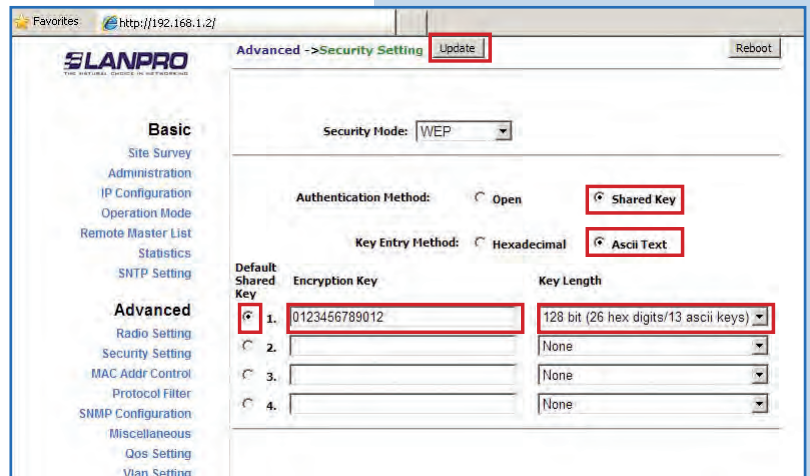 Favorites http://192.168.1.2/
LANPRO
THE NATURAL CHOICE IN NETWORKING
Advanced ->Security Setting Update Reboot
Basic
Site Survey
Administration
IP Configuration
Operation Mode
Remote Master List
Statistics
SNTP Setting
Advanced
Radio Setting
Security Setting
MAC Addr Control
Protocol Filter
SNMP Configuration
Miscellaneous
Qos Setting
Vlan Setting
Security Mode: WEP
Authentication Method: Open Shared Key
Key Entry Method: Hexadecimal Ascii Text
Default Shared Key Encryption Key Key Length
1. 0123456789012 128 bit (26 hex digits/13 ascii keys)
2. None
3. None
4. None